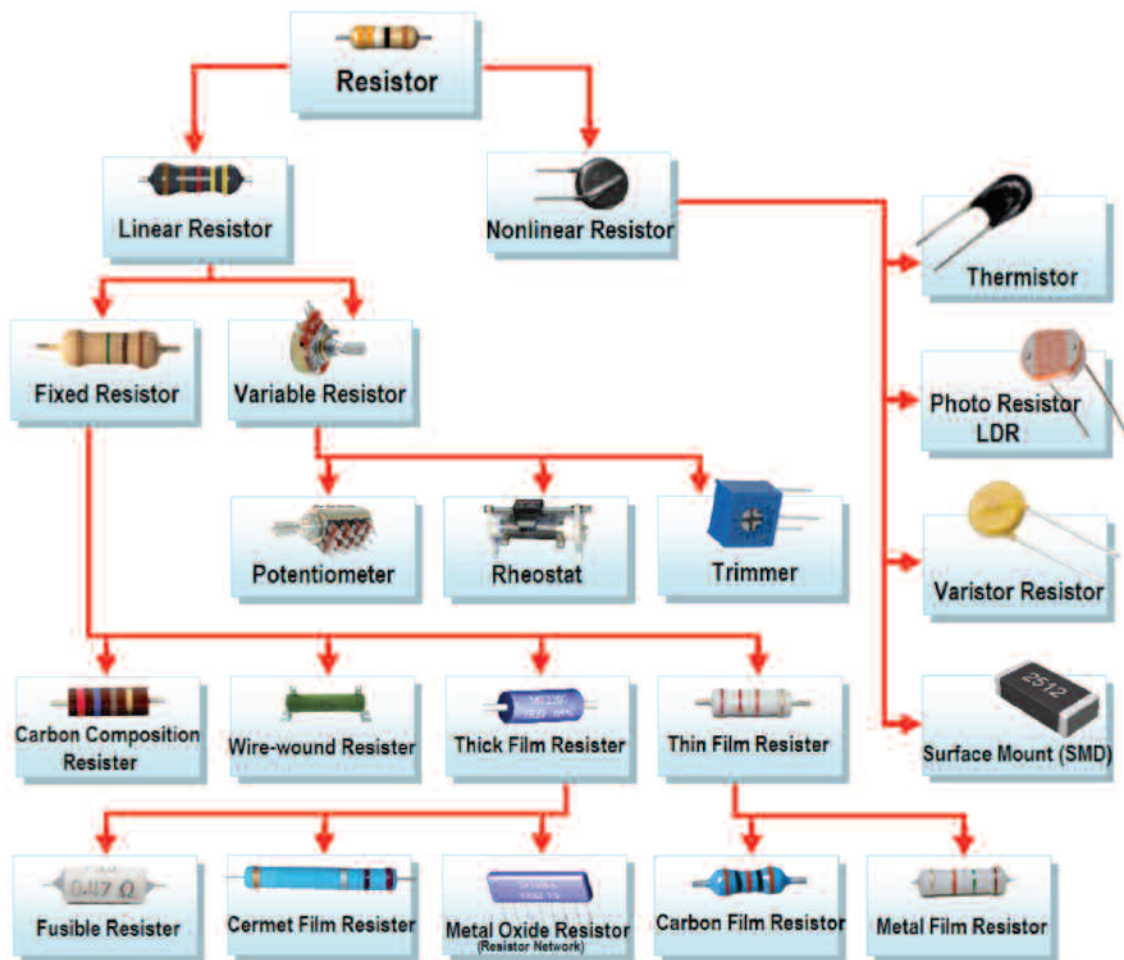 Resistor
Linear Resistor
Nonlinear Resistor
Thermistor
Fixed Resistor
Variable Resistor
Photo Resistor
LDR
Potentiometer
Rheostat
Trimmer
Varistor Resistor
Carbon Composition
Resister
Wire-wound Resister
Thick Film Resister
Thin Film Resister
2512
Surface Mount (SMD)
Fusible Resister
Cermet Film Resister
Metal Oxide Resistor
(Resistor Network)
Carbon Film Resistor
Metal Film Resistor